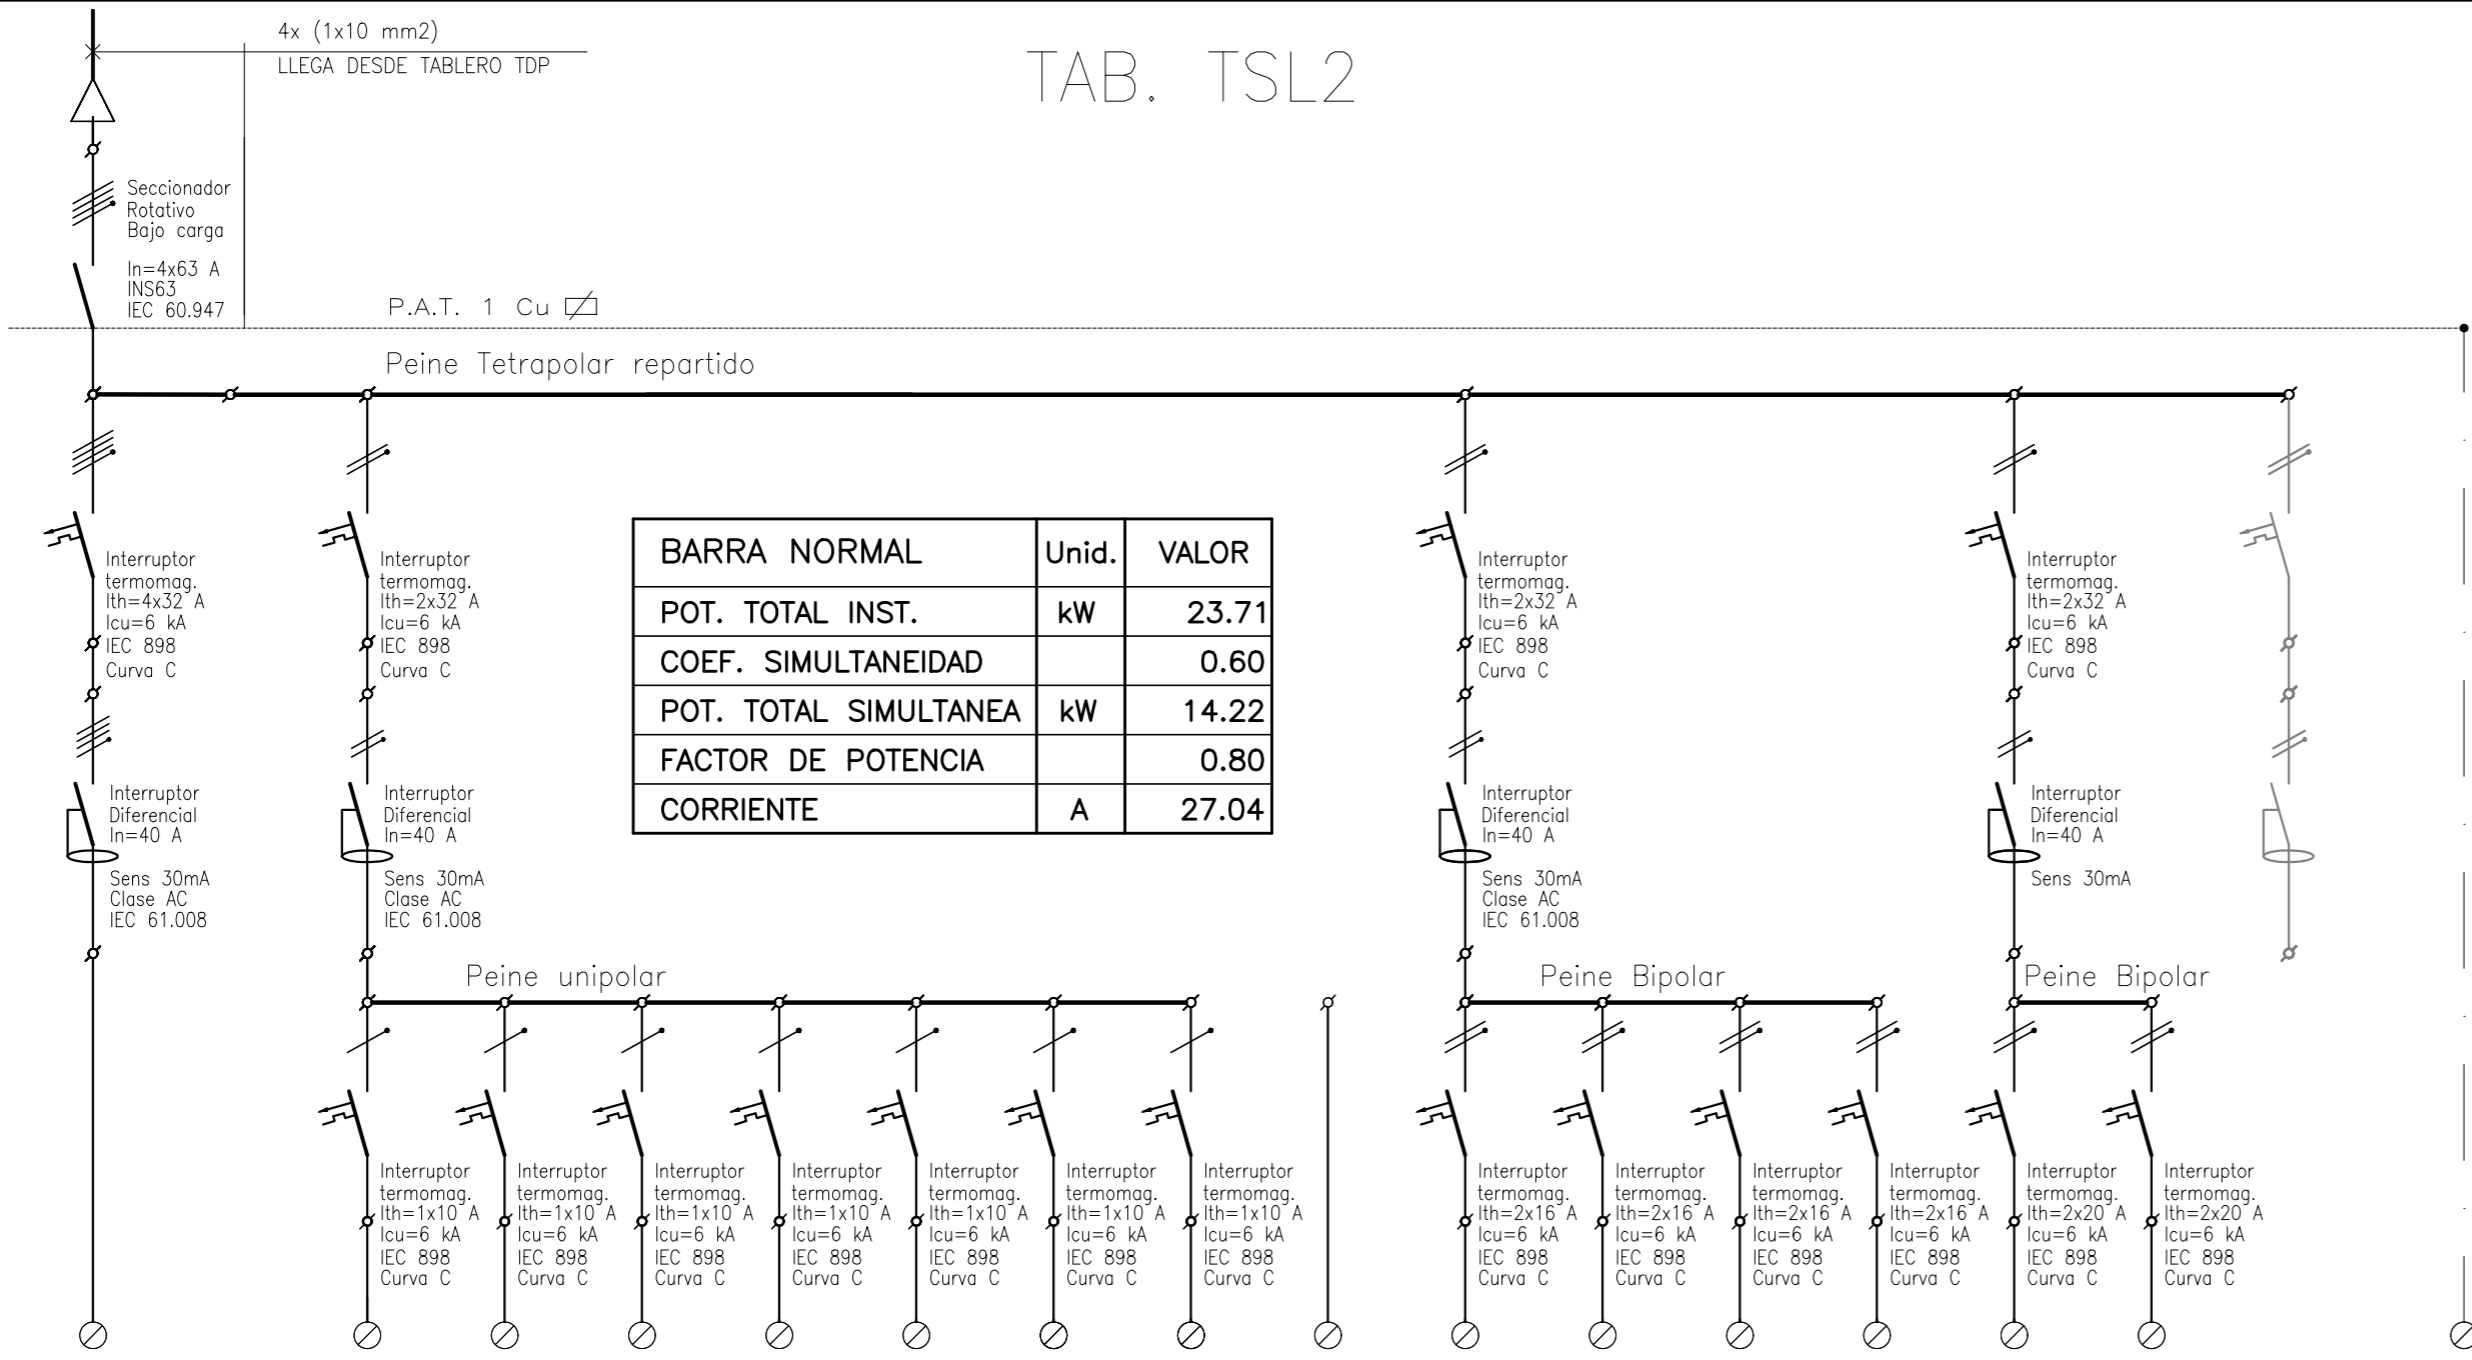 4x (1x10 mm2)
LLEGA DESDE TABLERO TDP
TAB. TSL2
Seccionador
Rotativo
Bajo carga
In=4x63 A
INS63
IEC 60.947
P.A.T. 1 Cu
Peine Tetrapolar repartido
Interruptor
termomag.
Ith=4x32 A
Icu=6 kA
IEC 898
Curva C
Interruptor
termomag.
Ith=2x32 A
Icu=6 kA
IEC 898
Curva C
BARRA NORMAL Unid. VALOR
POT. TOTAL INST. kW 23.71
COEF. SIMULTANEIDAD 0.60
POT. TOTAL SIMULTANEA kW 14.22
FACTOR DE POTENCIA 0.80
CORRIENTE A 27.04
Interruptor
termomag.
Ith=2x32 A
Icu=6 kA
IEC 898
Curva C
Interruptor
termomag.
Ith=2x32 A
Icu=6 kA
IEC 898
Curva C
Interruptor
Diferencial
In=40 A
Sens 30mA
Clase AC
IEC 61.008
Interruptor
Diferencial
In=40 A
Sens 30mA
Clase AC
IEC 61.008
Interruptor
Diferencial
In=40 A
Sens 30mA
Clase AC
IEC 61.008
Interruptor
Diferencial
In=40 A
Sens 30mA
Peine unipolar
Peine Bipolar
Peine Bipolar
Interruptor
termomag.
Ith=1x10 A
Icu=6 kA
IEC 898
Curva C
Interruptor
termomag.
Ith=1x10 A
Icu=6 kA
IEC 898
Curva C
Interruptor
termomag.
Ith=1x10 A
Icu=6 kA
IEC 898
Curva C
Interruptor
termomag.
Ith=1x10 A
Icu=6 kA
IEC 898
Curva C
Interruptor
termomag.
Ith=1x10 A
Icu=6 kA
IEC 898
Curva C
Interruptor
termomag.
Ith=1x10 A
Icu=6 kA
IEC 898
Curva C
Interruptor
termomag.
Ith=1x10 A
Icu=6 kA
IEC 898
Curva C
Interruptor
termomag.
Ith=2x16 A
Icu=6 kA
IEC 898
Curva C
Interruptor
termomag.
Ith=2x16 A
Icu=6 kA
IEC 898
Curva C
Interruptor
termomag.
Ith=2x16 A
Icu=6 kA
IEC 898
Curva C
Interruptor
termomag.
Ith=2x16 A
Icu=6 kA
IEC 898
Curva C
Interruptor
termomag.
Ith=2x20 A
Icu=6 kA
IEC 898
Curva C
Interruptor
termomag.
Ith=2x20 A
Icu=6 kA
IEC 898
Curva C